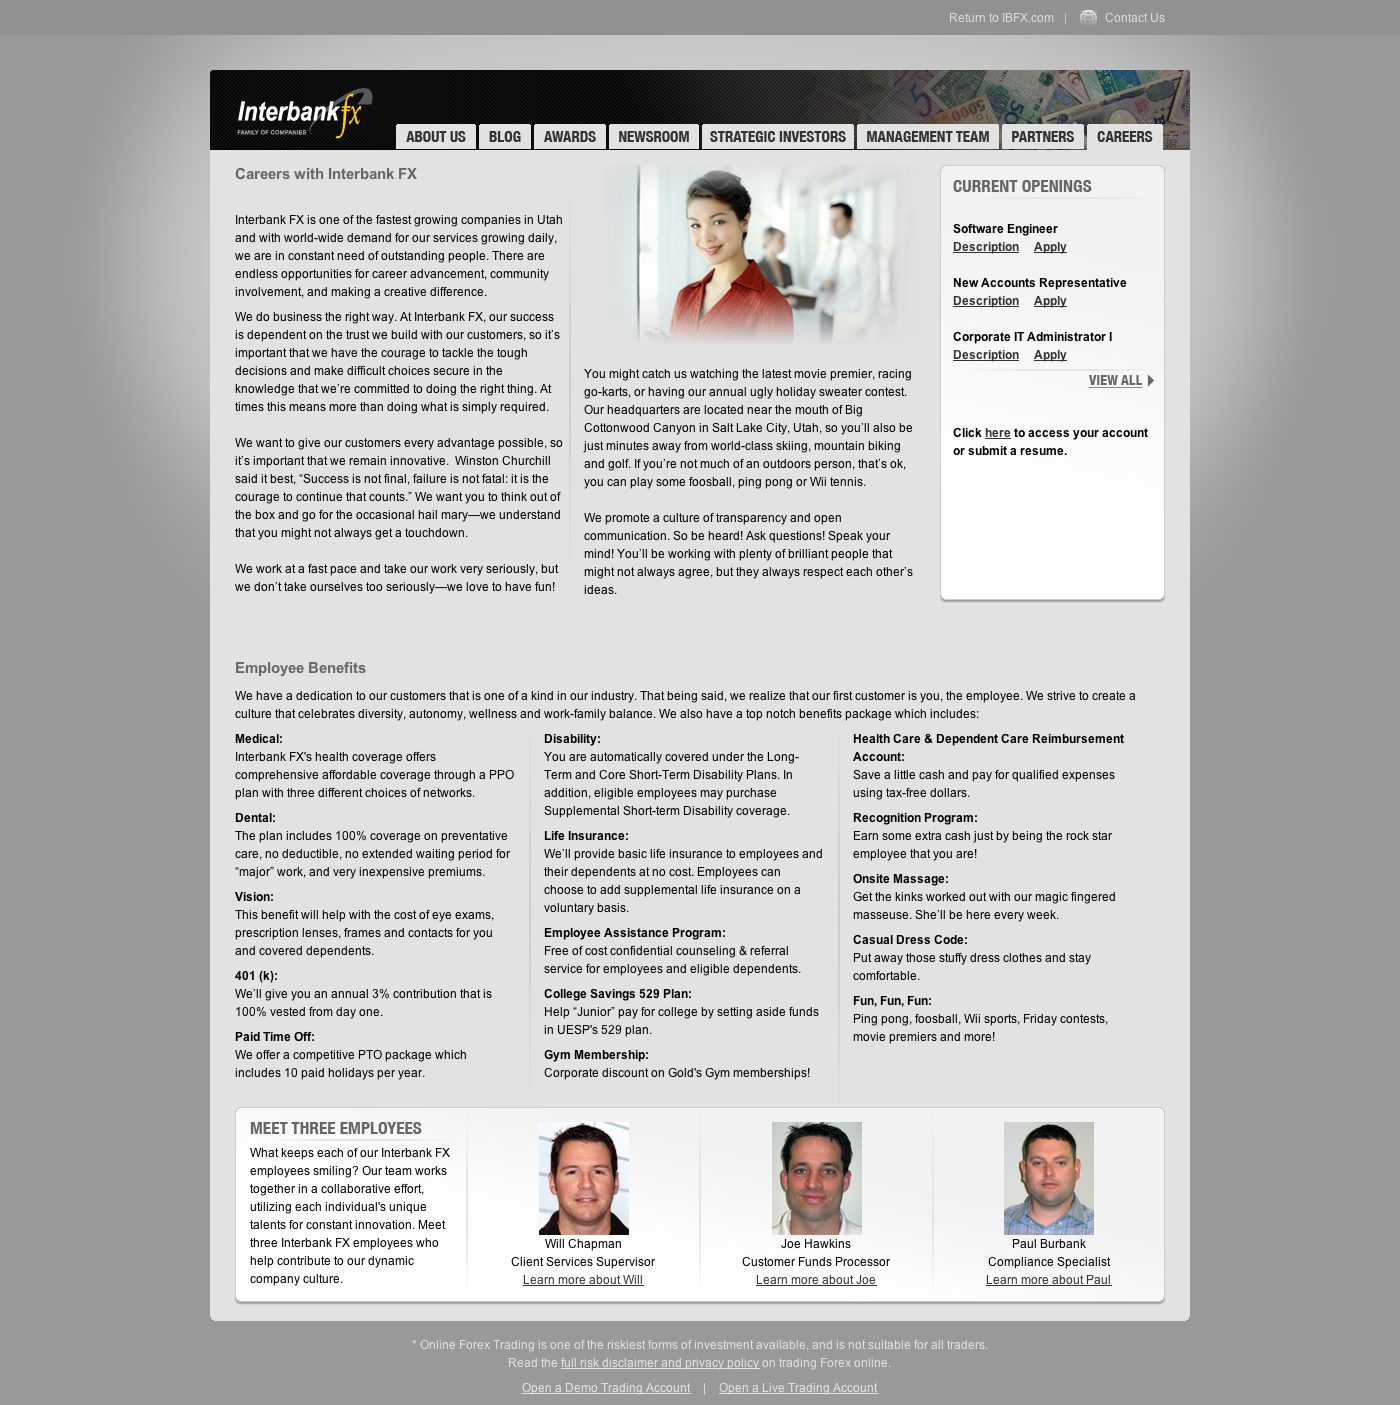 Return to IBFX.com | Contact Us
Interbankfx
FAMILY OF COMPANIES
ABOUT US
BLOG
AWARDS
NEWSROOM
STRATEGIC INVESTORS
MANAGEMENT TEAM
PARTNERS
CAREERS
Careers with Interbank FX
Interbank FX is one of the fastest growing companies in Utah
and with world-wide demand for our services growing daily,
we are in constant need of outstanding people. There are
endless opportunities for career advancement, community
involvement, and making a creative difference.
We do business the right way. At Interbank FX, our success
is dependent on the trust we build with our customers, so it’s
important that we have the courage to tackle the tough
decisions and make difficult choices secure in the
knowledge that we’re committed to doing the right thing. At
times this means more than doing what is simply required.
We want to give our customers every advantage possible, so
it’s important that we remain innovative.  Winston Churchill
said it best, “Success is not final, failure is not fatal: it is the
courage to continue that counts.” We want you to think out of
the box and go for the occasional hail mary—we understand
that you might not always get a touchdown.
We work at a fast pace and take our work very seriously, but
we don’t take ourselves too seriously—we love to have fun!
You might catch us watching the latest movie premier, racing
go-karts, or having our annual ugly holiday sweater contest.
Our headquarters are located near the mouth of Big
Cottonwood Canyon in Salt Lake City, Utah, so you’ll also be
just minutes away from world-class skiing, mountain biking
and golf. If you’re not much of an outdoors person, that’s ok,
you can play some foosball, ping pong or Wii tennis.
We promote a culture of transparency and open
communication. So be heard! Ask questions! Speak your
mind! You’ll be working with plenty of brilliant people that
might not always agree, but they always respect each other’s
ideas.
CURRENT OPENINGS
Software Engineer
Description Apply
New Accounts Representative
Description Apply
Corporate IT Administrator I
Description Apply
VIEW ALL
Click here to access your account
or submit a resume.
Employee Benefits
We have a dedication to our customers that is one of a kind in our industry. That being said, we realize that our first customer is you, the employee. We strive to create a
culture that celebrates diversity, autonomy, wellness and work-family balance. We also have a top notch benefits package which includes:
Medical:
Interbank FX's health coverage offers
comprehensive affordable coverage through a PPO
plan with three different choices of networks.
Dental:
The plan includes 100% coverage on preventative
care, no deductible, no extended waiting period for
“major” work, and very inexpensive premiums.
Vision:
This benefit will help with the cost of eye exams,
prescription lenses, frames and contacts for you
and covered dependents.
401 (k):
We’ll give you an annual 3% contribution that is
100% vested from day one.
Paid Time Off:
We offer a competitive PTO package which
includes 10 paid holidays per year.
Disability:
You are automatically covered under the Long-
Term and Core Short-Term Disability Plans. In
addition, eligible employees may purchase
Supplemental Short-term Disability coverage.
Life Insurance:
We’ll provide basic life insurance to employees and
their dependents at no cost. Employees can
choose to add supplemental life insurance on a
voluntary basis.
Employee Assistance Program:
Free of cost confidential counseling & referral
service for employees and eligible dependents.
College Savings 529 Plan:
Help “Junior” pay for college by setting aside funds
in UESP's 529 plan.
Gym Membership:
Corporate discount on Gold's Gym memberships!
Health Care & Dependent Care Reimbursement
Account:
Save a little cash and pay for qualified expenses
using tax-free dollars.
Recognition Program:
Earn some extra cash just by being the rock star
employee that you are!
Onsite Massage:
Get the kinks worked out with our magic fingered
masseuse. She’ll be here every week.
Casual Dress Code:
Put away those stuffy dress clothes and stay
comfortable.
Fun, Fun, Fun:
Ping pong, foosball, Wii sports, Friday contests,
movie premiers and more!
MEET THREE EMPLOYEES
What keeps each of our Interbank FX
employees smiling? Our team works
together in a collaborative effort,
utilizing each individual's unique
talents for constant innovation. Meet
three Interbank FX employees who
help contribute to our dynamic
company culture.
Will Chapman
Client Services Supervisor
Learn more about Will
Joe Hawkins
Customer Funds Processor
Learn more about Joe
Paul Burbank
Compliance Specialist
Learn more about Paul
* Online Forex Trading is one of the riskiest forms of investment available, and is not suitable for all traders.
Read the full risk disclaimer and privacy policy on trading Forex online.
Open a Demo Trading Account | Open a Live Trading Account